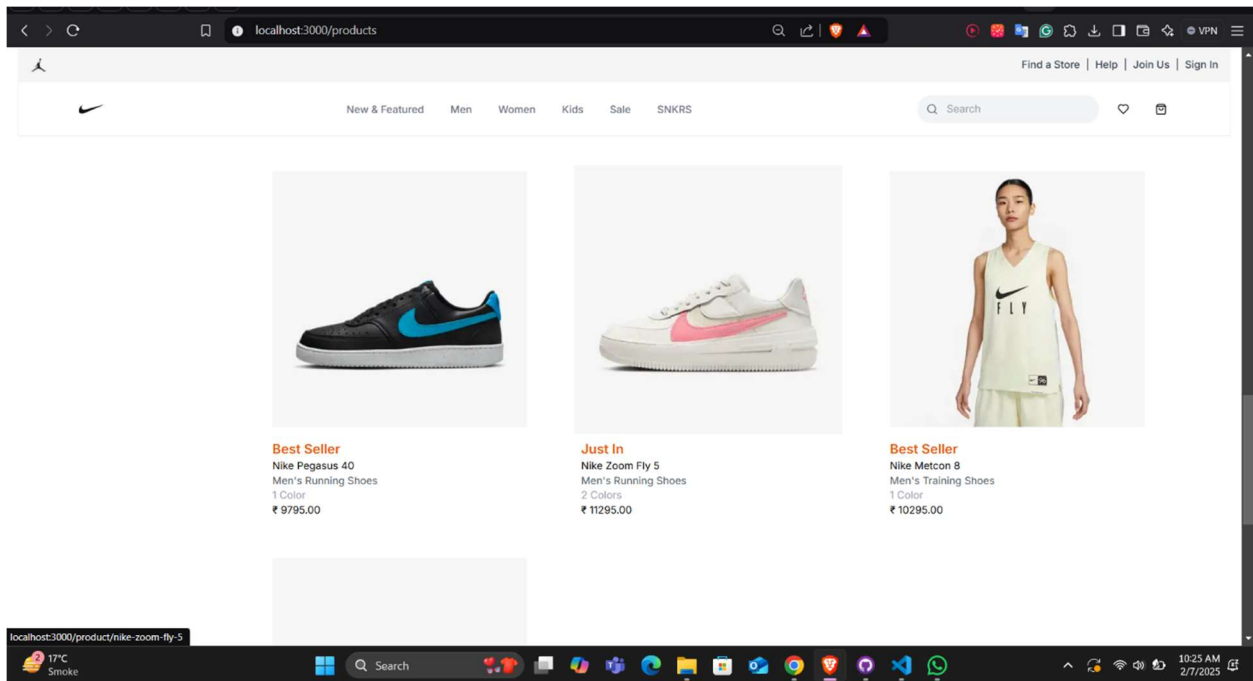 localhost:3000/products
VPN
Find a Store | Help | Join Us | Sign In
New & Featured Men Women Kids Sale SNKRS
Search
FLY
Best Seller
Nike Pegasus 40
Men's Running Shoes
1 Color
₹ 9795.00
Just In
Nike Zoom Fly 5
Men's Running Shoes
2 Colors
₹ 11295.00
Best Seller
Nike Metcon 8
Men's Training Shoes
1 Color
₹ 10295.00
localhost:3000/product/nike-zoom-fly-5
2
17°C
Smoke
Search
10:25 AM
2/7/2025